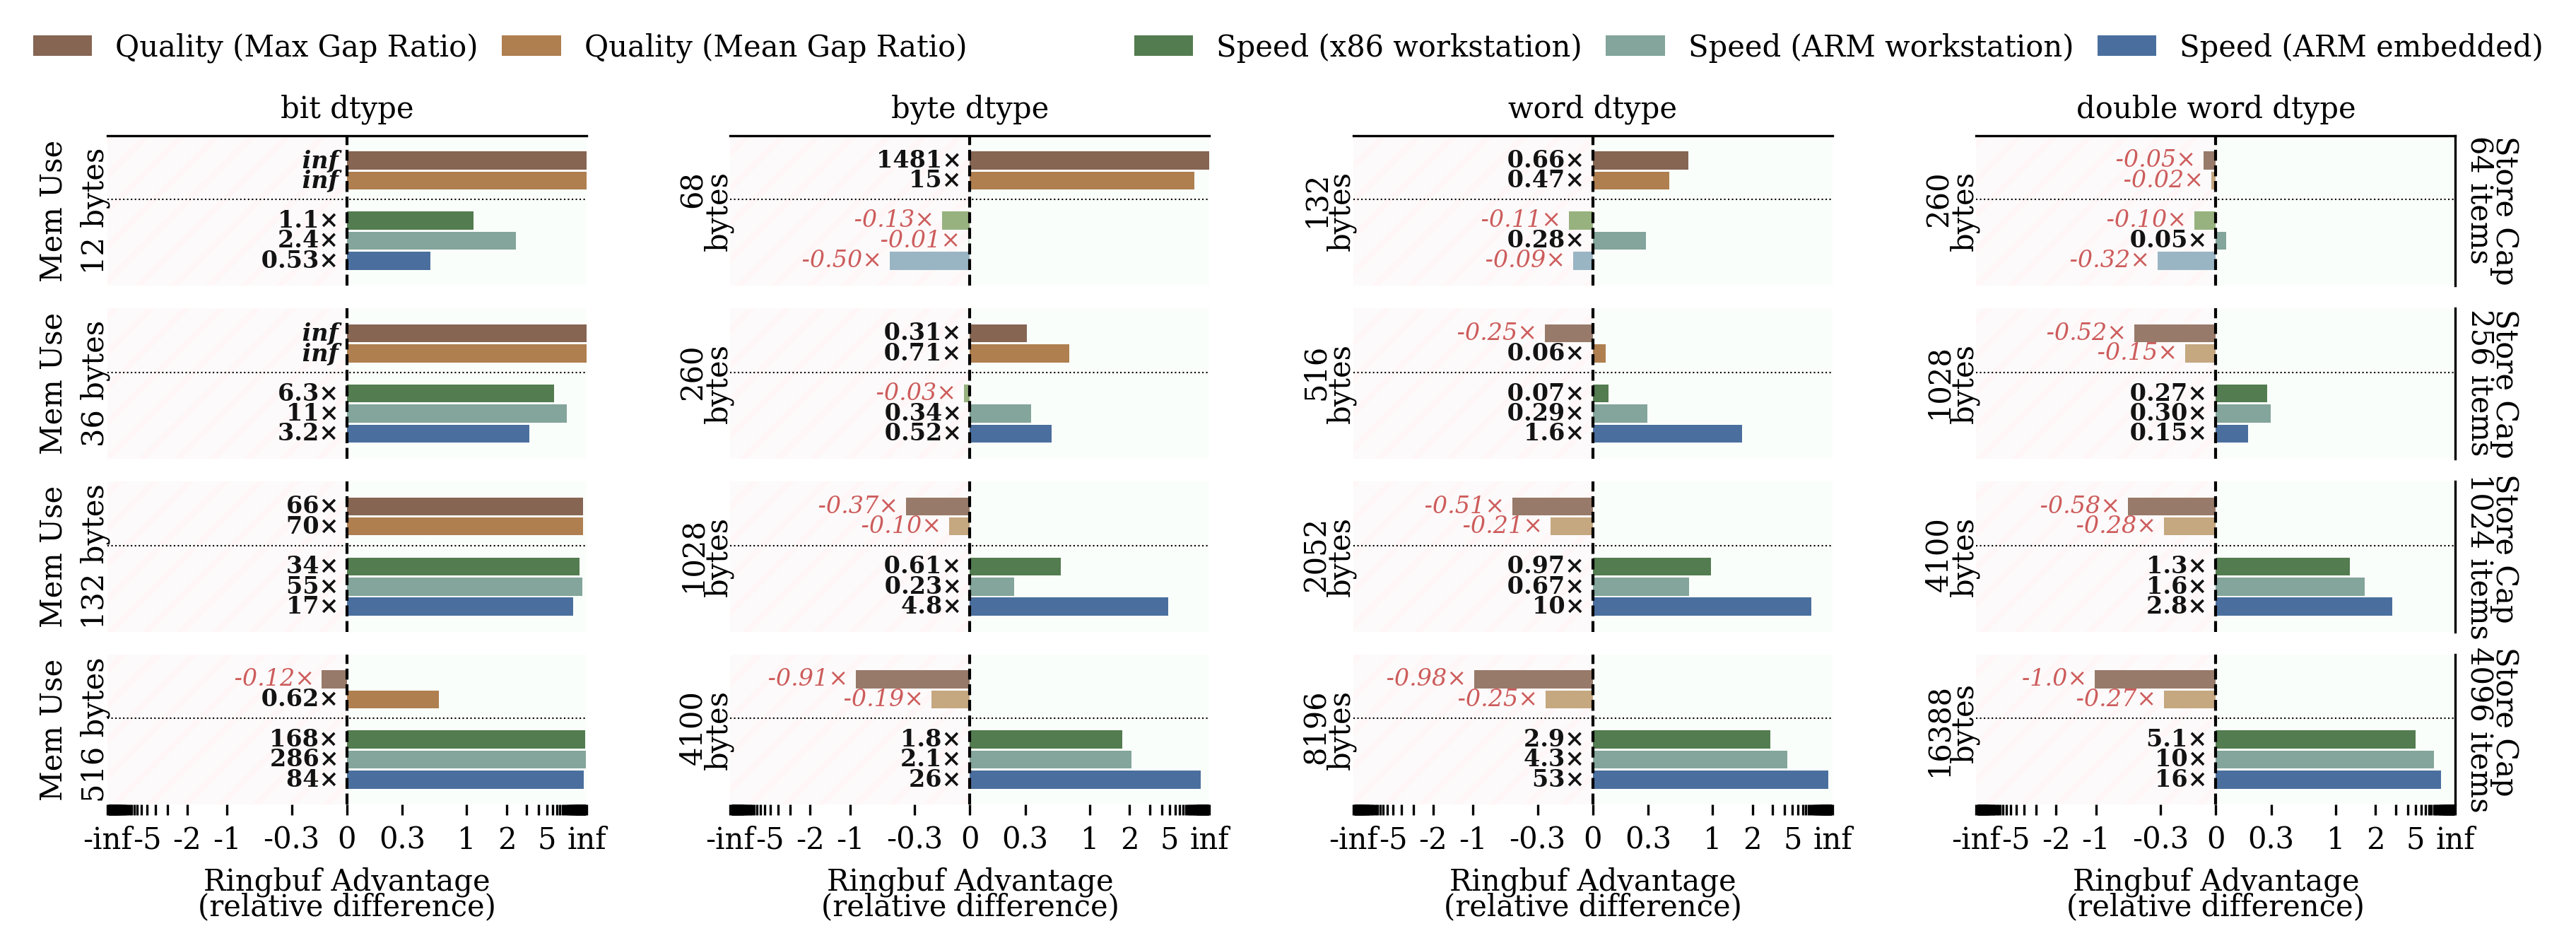 Quality (Max Gap Ratio) Quality (Mean Gap Ratio) Speed (x86 workstation) Speed (ARM workstation) Speed (ARM embedded)
bit dtype byte dtype word dtype double word dtype
Mem Use
12 bytes
inf
inf
1.1×
2.4×
0.53×
68
bytes
1481×
15×
-0.13×
-0.01×
-0.50×
132
bytes
0.66×
0.47×
-0.11×
0.28×
-0.09×
260
bytes
-0.05×
-0.02×
-0.10×
0.05×
-0.32×
Store Cap
64 items
Mem Use
36 bytes
inf
inf
6.3×
11×
3.2×
260
bytes
0.31×
0.71×
-0.03×
0.34×
0.52×
516
bytes
-0.25×
0.06×
0.07×
0.29×
1.6×
1028
bytes
-0.52×
-0.15×
0.27×
0.30×
0.15×
Store Cap
256 items
Mem Use
132 bytes
66×
70×
34×
55×
17×
1028
bytes
-0.37×
-0.10×
0.61×
0.23×
4.8×
2052
bytes
-0.51×
-0.21×
0.97×
0.67×
10×
4100
bytes
-0.58×
-0.28×
1.3×
1.6×
2.8×
Store Cap
1024 items
Mem Use
516 bytes
-0.12×
0.62×
168×
286×
84×
4100
bytes
-0.91×
-0.19×
1.8×
2.1×
26×
8196
bytes
-0.98×
-0.25×
2.9×
4.3×
53×
16388
bytes
-1.0×
-0.27×
5.1×
10×
16×
Store Cap
4096 items
-inf -5 -2 -1 -0.3 0 0.3 1 2 5 inf
Ringbuf Advantage
(relative difference)
-inf -5 -2 -1 -0.3 0 0.3 1 2 5 inf
Ringbuf Advantage
(relative difference)
-inf -5 -2 -1 -0.3 0 0.3 1 2 5 inf
Ringbuf Advantage
(relative difference)
-inf -5 -2 -1 -0.3 0 0.3 1 2 5 inf
Ringbuf Advantage
(relative difference)